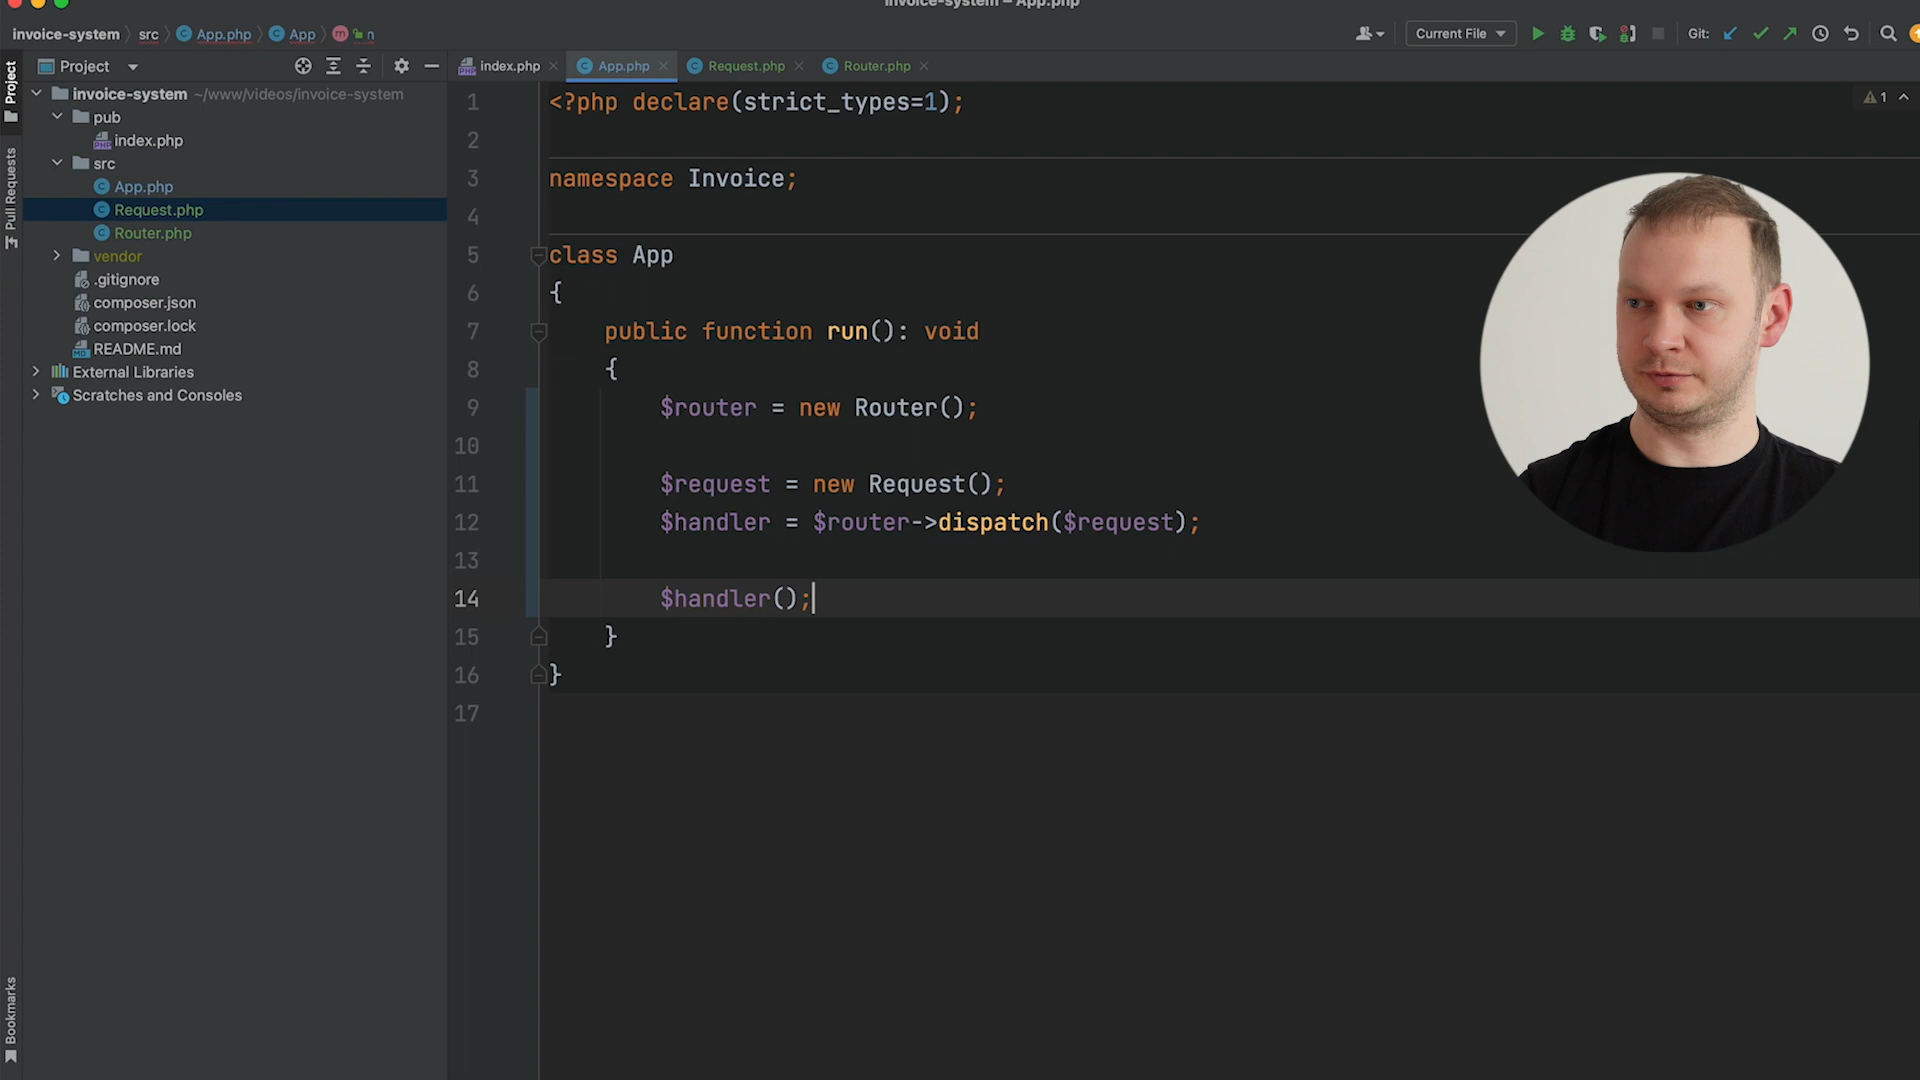 invoice-system – App.php
invoice-system
src
App.php
App
m
n
Current File
Git:
Project
index.php
App.php
Request.php
Router.php
Project
Pull Requests
Bookmarks
invoice-system ~/www/videos/invoice-system
pub
index.php
src
App.php
Request.php
Router.php
vendor
.gitignore
composer.json
composer.lock
README.md
External Libraries
Scratches and Consoles
1
1 <?php declare(strict_types=1);
2
3 namespace Invoice;
4
5 class App
6 {
7 public function run(): void
8 {
9 $router = new Router();
10
11 $request = new Request();
12 $handler = $router->dispatch($request);
13
14 $handler();
15 }
16 }
17